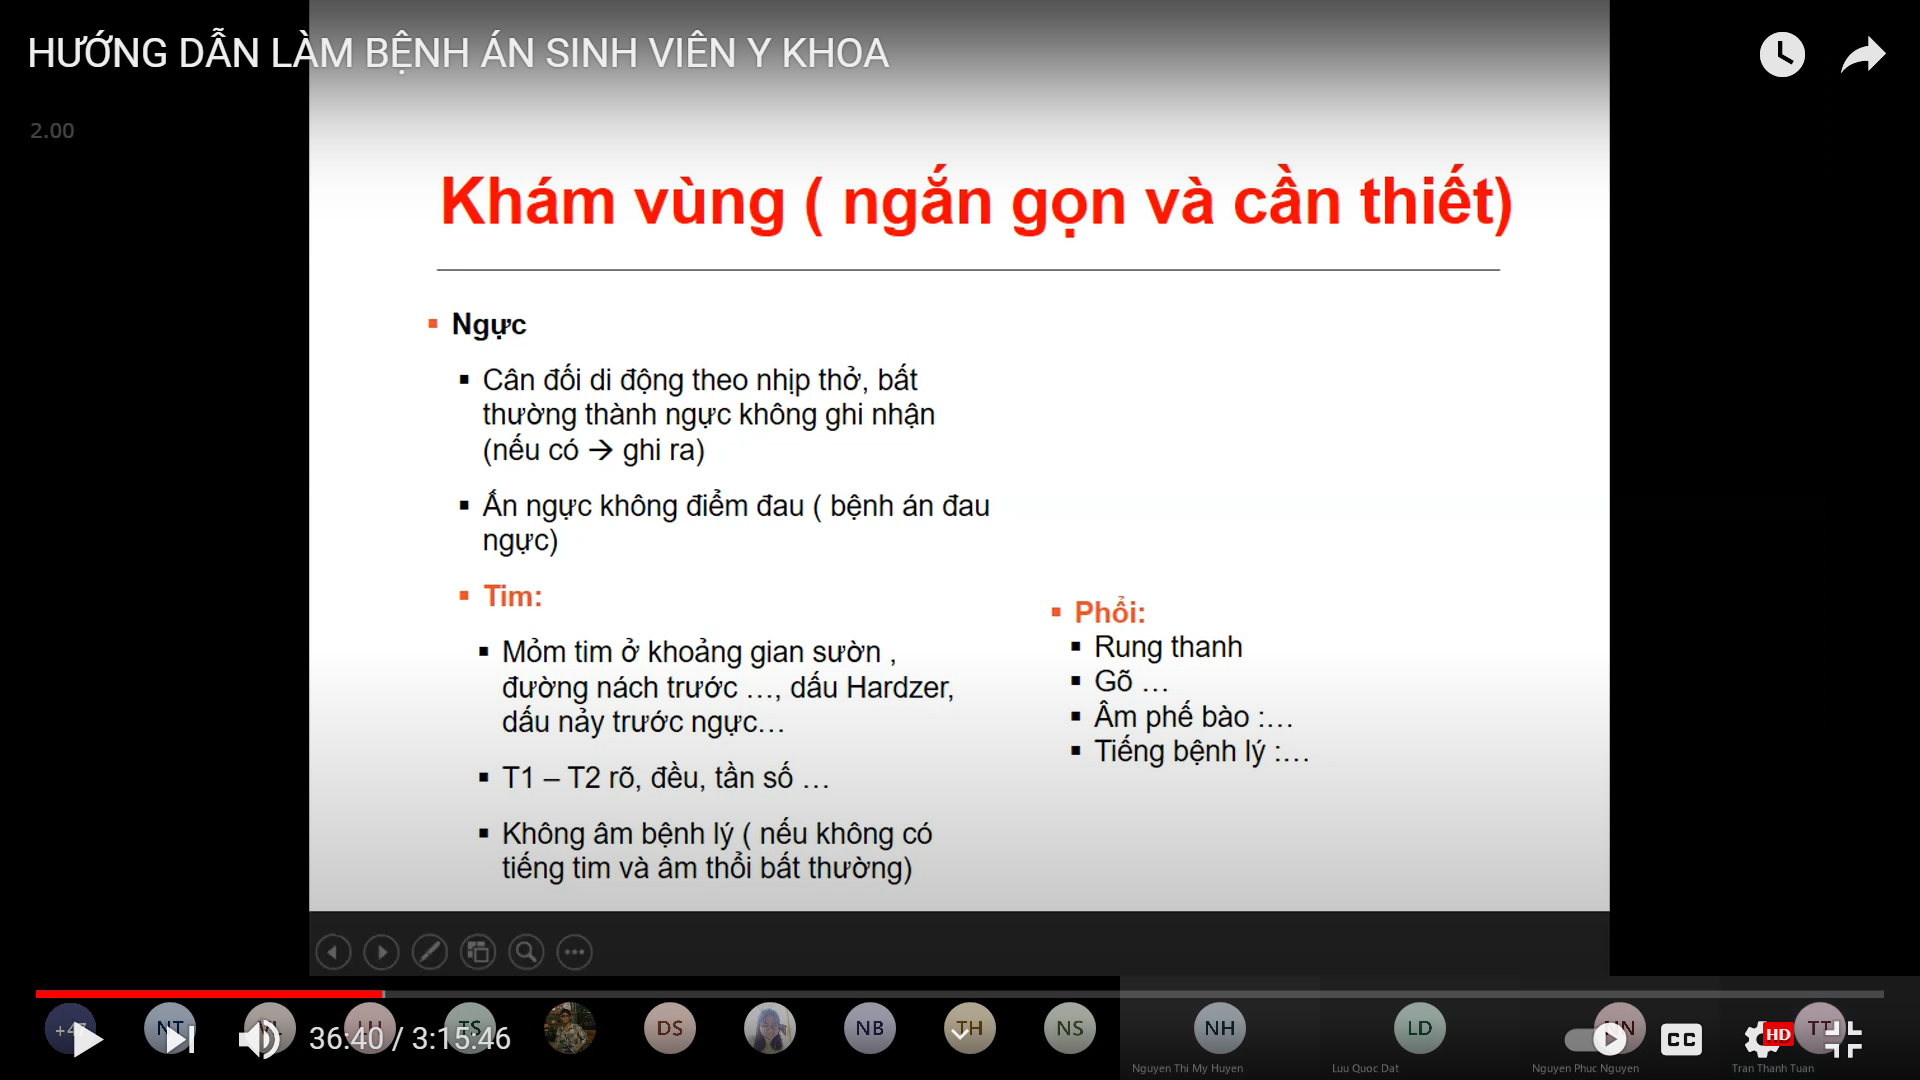 HƯỚNG DẪN LÀM BỆNH ÁN SINH VIÊN Y KHOA
2.00
Khám vùng ( ngắn gọn và cần thiết)
Ngực
Cân đối di động theo nhịp thở, bất
thường thành ngực không ghi nhận
(nếu có → ghi ra)
Ấn ngực không điểm đau ( bệnh án đau
ngực)
Tim:
Mỏm tim ở khoảng gian sườn ,
đường nách trước …, dấu Hardzer,
dấu nảy trước ngực…
T1 – T2 rõ, đều, tần số …
Không âm bệnh lý ( nếu không có
tiếng tim và âm thổi bất thường)
Phổi:
Rung thanh
Gõ …
Âm phế bào :…
Tiếng bệnh lý :…
36:40 / 3:15:46
NT
TS
DS
NB
TH
NS
NH
LD
TT
CC
HD
Nguyen Thi My Huyen
Luu Quoc Dat
Nguyen Phuc Nguyen
Tran Thanh Tuan